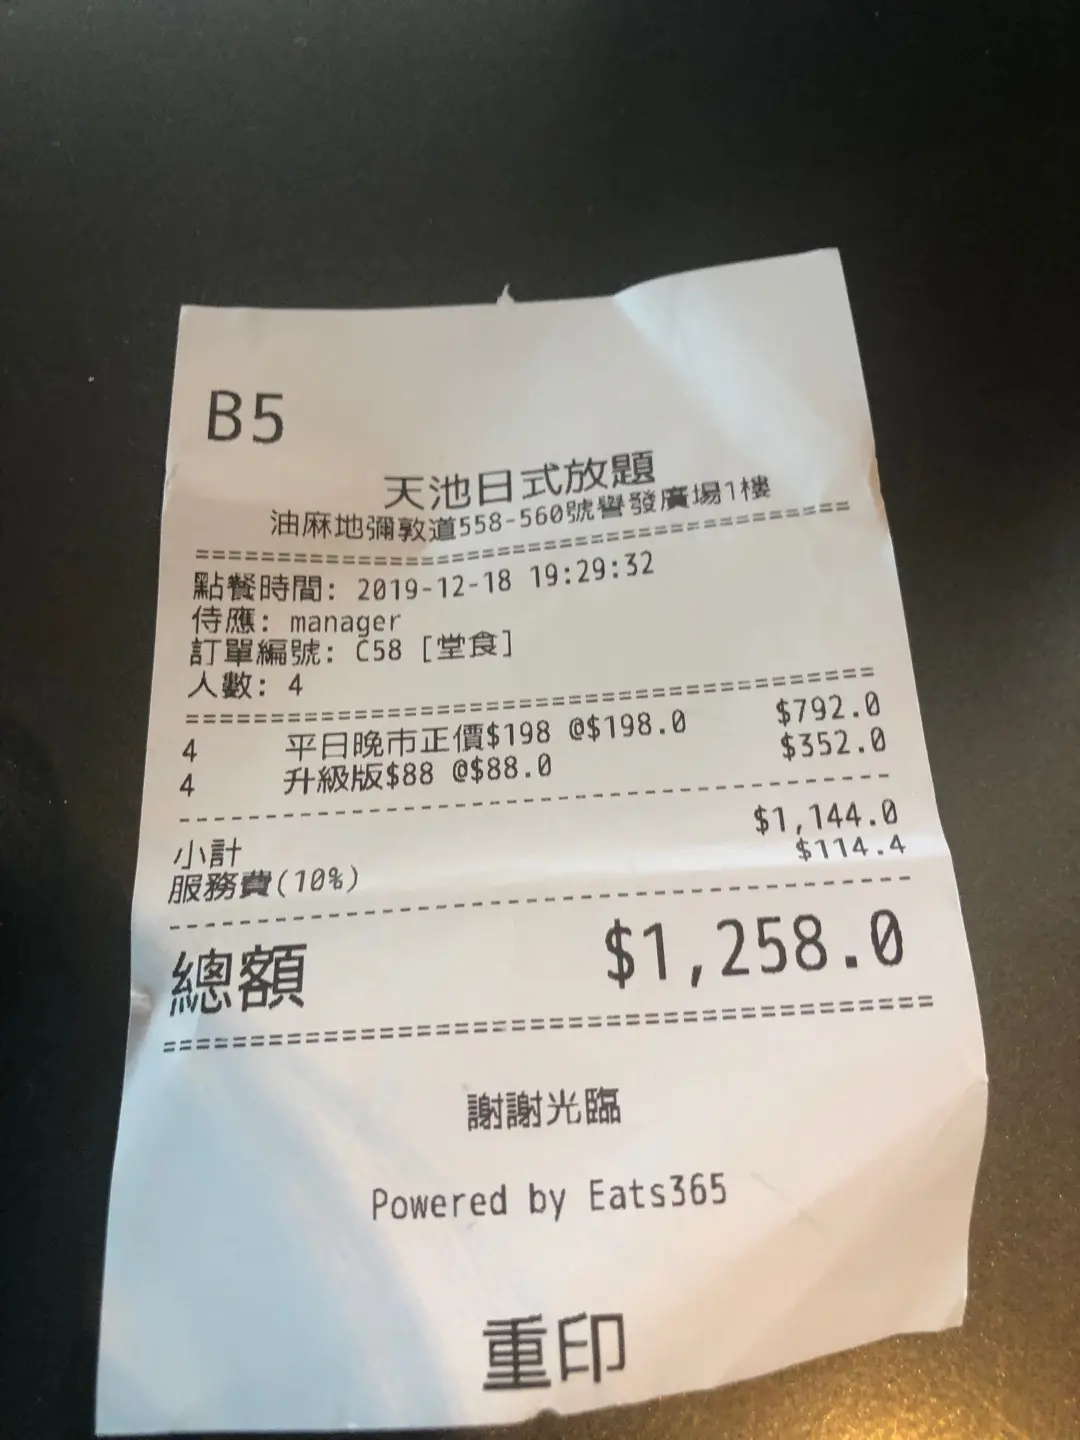 B5
天池日式放題
油麻地彌敦道558-560號譽發廣場1樓
點餐時間: 2019-12-18 19:29:32
侍應: manager
訂單編號: C58 [堂食]
人數: 4
4 平日晚市正價$198 @$198.0 $792.0
4 升級版$88 @$88.0 $352.0
小計 $1,144.0
服務費(10%) $114.4
總額 $1,258.0
謝謝光臨
Powered by Eats365
重印